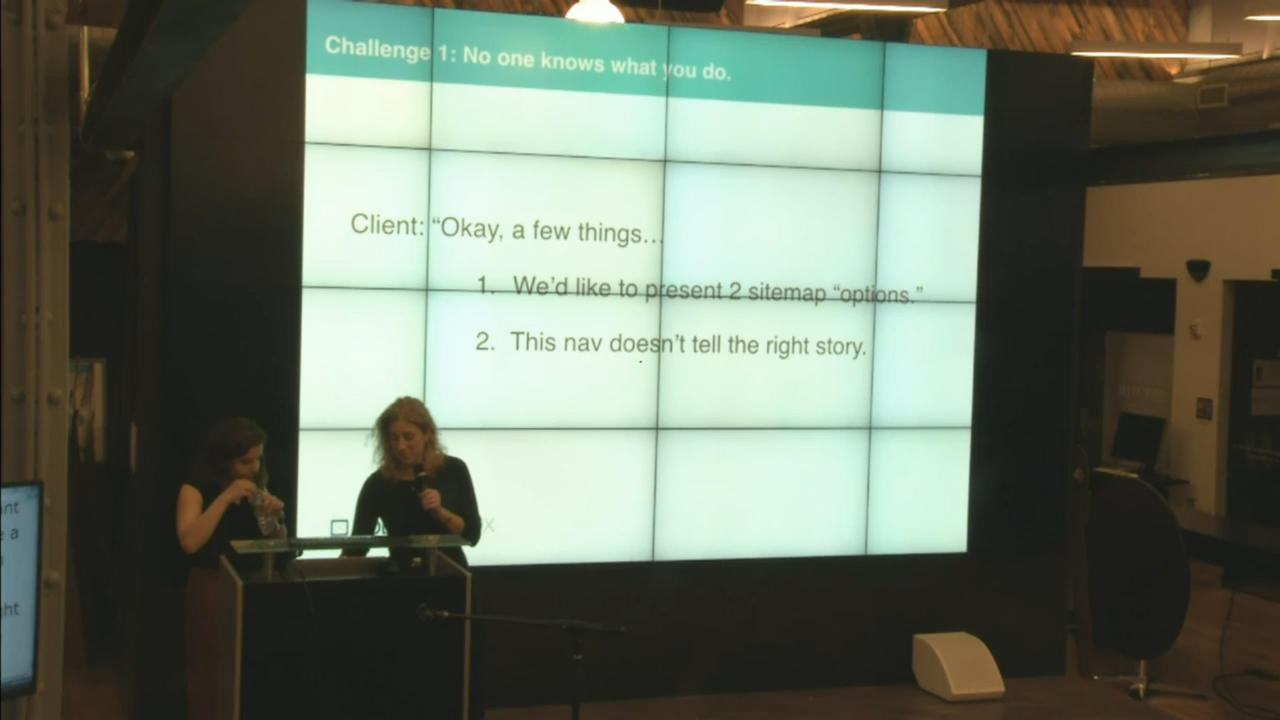 Challenge 1: No one knows what you do.
Client: “Okay, a few things…
1. We’d like to present 2 sitemap “options.”
2. This nav doesn’t tell the right story.